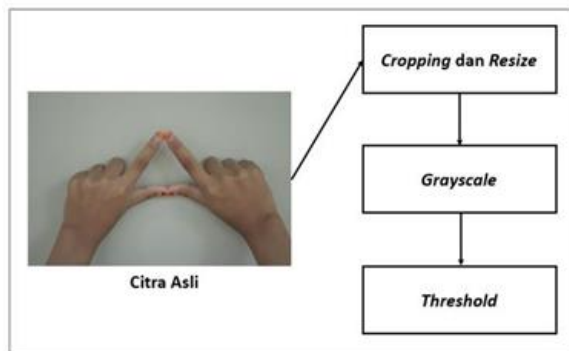 Citra Asli
Cropping dan Resize
Grayscale
Threshold